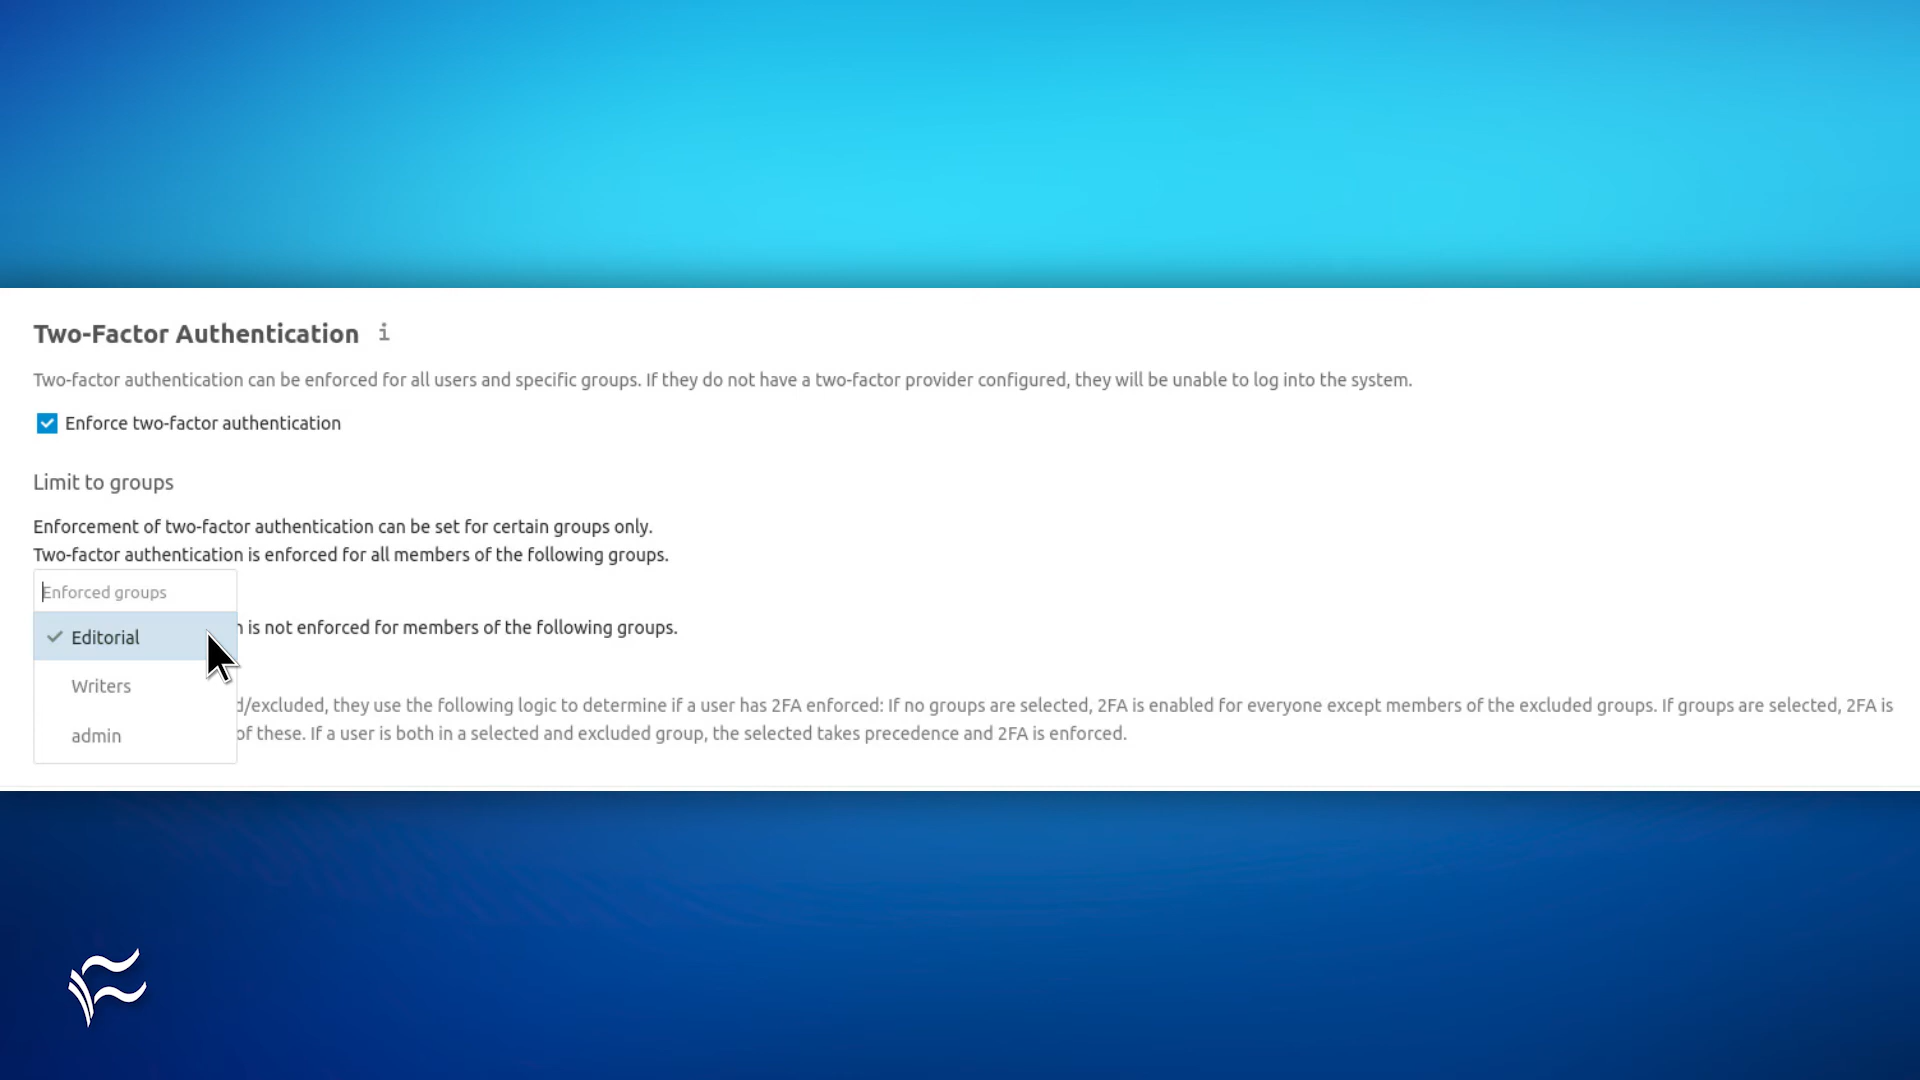 Two-Factor Authentication i
Two-factor authentication can be enforced for all users and specific groups. If they do not have a two-factor provider configured, they will be unable to log into the system.
Enforce two-factor authentication
Limit to groups
Enforcement of two-factor authentication can be set for certain groups only.
Two-factor authentication is enforced for all members of the following groups.
Enforced groups
Editorial
is not enforced for members of the following groups.
Writers
d/excluded, they use the following logic to determine if a user has 2FA enforced: If no groups are selected, 2FA is enabled for everyone except members of the excluded groups. If groups are selected, 2FA is
admin
of these. If a user is both in a selected and excluded group, the selected takes precedence and 2FA is enforced.